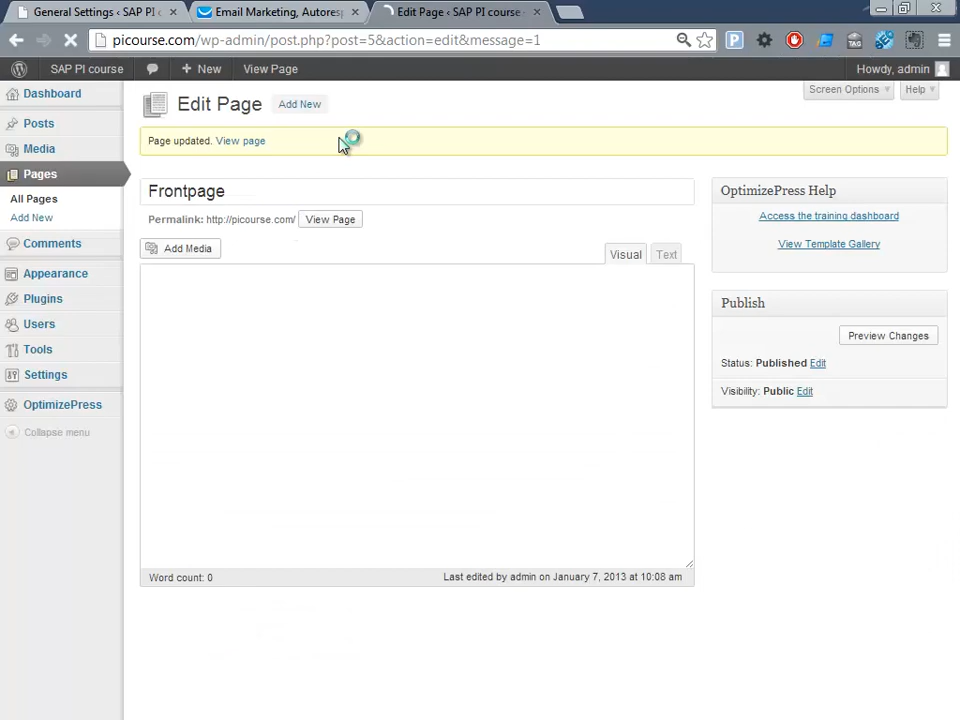 General Settings ‹ SAP PI c
Email Marketing, Autoresp
Edit Page ‹ SAP PI course
picourse.com/wp-admin/post.php?post=5&action=edit&message=1
SAP PI course
+ New
View Page
Howdy, admin
Dashboard
Posts
Media
Pages
All Pages
Add New
Comments
Appearance
Plugins
Users
Tools
Settings
OptimizePress
Collapse menu
Edit Page
Add New
Screen Options
Help
Page updated. View page
Frontpage
Permalink: http://picourse.com/ View Page
Add Media
Visual
Text
Word count: 0
Last edited by admin on January 7, 2013 at 10:08 am
OptimizePress Help
Access the training dashboard
View Template Gallery
Publish
Preview Changes
Status: Published Edit
Visibility: Public Edit